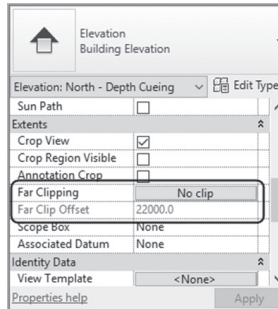 Elevation
Building Elevation
Elevation: North - Depth Cueing Edit Type
Sun Path
Extents
Crop View
Crop Region Visible
Annotation Crop
Far Clipping No clip
Far Clip Offset 22000.0
Scope Box None
Associated Datum None
Identity Data
View Template <None>
Properties help Apply